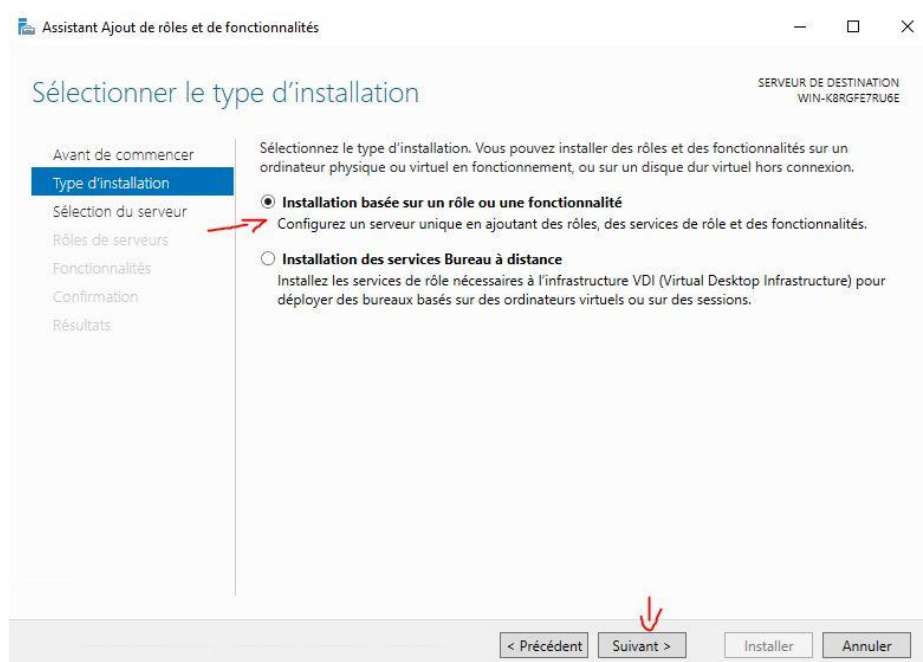 Assistant Ajout de rôles et de fonctionnalités
Sélectionner le type d'installation
SERVEUR DE DESTINATION
WIN-K8RGFE7RU6E
Avant de commencer
Type d'installation
Sélection du serveur
Rôles de serveurs
Fonctionnalités
Confirmation
Résultats
Sélectionnez le type d'installation. Vous pouvez installer des rôles et des fonctionnalités sur un
ordinateur physique ou virtuel en fonctionnement, ou sur un disque dur virtuel hors connexion.
Installation basée sur un rôle ou une fonctionnalité
Configurez un serveur unique en ajoutant des rôles, des services de rôle et des fonctionnalités.
Installation des services Bureau à distance
Installez les services de rôle nécessaires à l'infrastructure VDI (Virtual Desktop Infrastructure) pour
déployer des bureaux basés sur des ordinateurs virtuels ou sur des sessions.
< Précédent Suivant > Installer Annuler